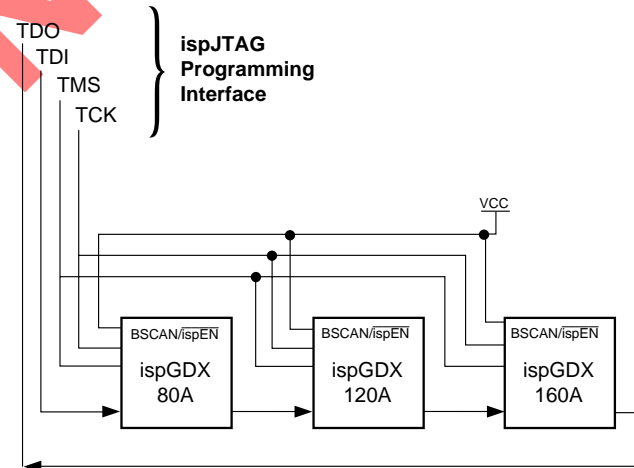 TDO
TDI
TMS
TCK
ispJTAG
Programming
Interface
VCC
BSCAN/ispEN
ispGDX
80A
BSCAN/ispEN
ispGDX
120A
BSCAN/ispEN
ispGDX
160A